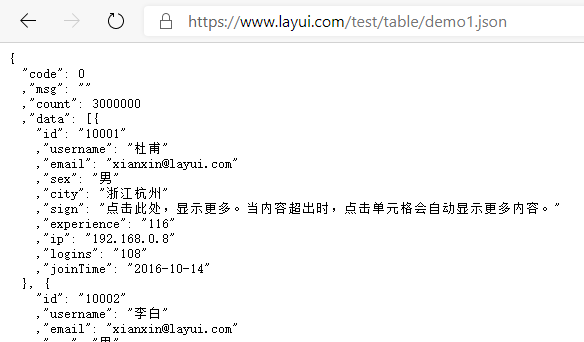 https://www.layui.com/test/table/demo1.json
{
"code": 0
,"msg": ""
,"count": 3000000
,"data": [{
"id": "10001"
,"username": "杜甫"
,"email": "xianxin@layui.com"
,"sex": "男"
,"city": "浙江杭州"
,"sign": "点击此处，显示更多。当内容超出时，点击单元格会自动显示更多内容。"
,"experience": "116"
,"ip": "192.168.0.8"
,"logins": "108"
,"joinTime": "2016-10-14"
}, {
"id": "10002"
,"username": "李白"
,"email": "xianxin@layui.com"